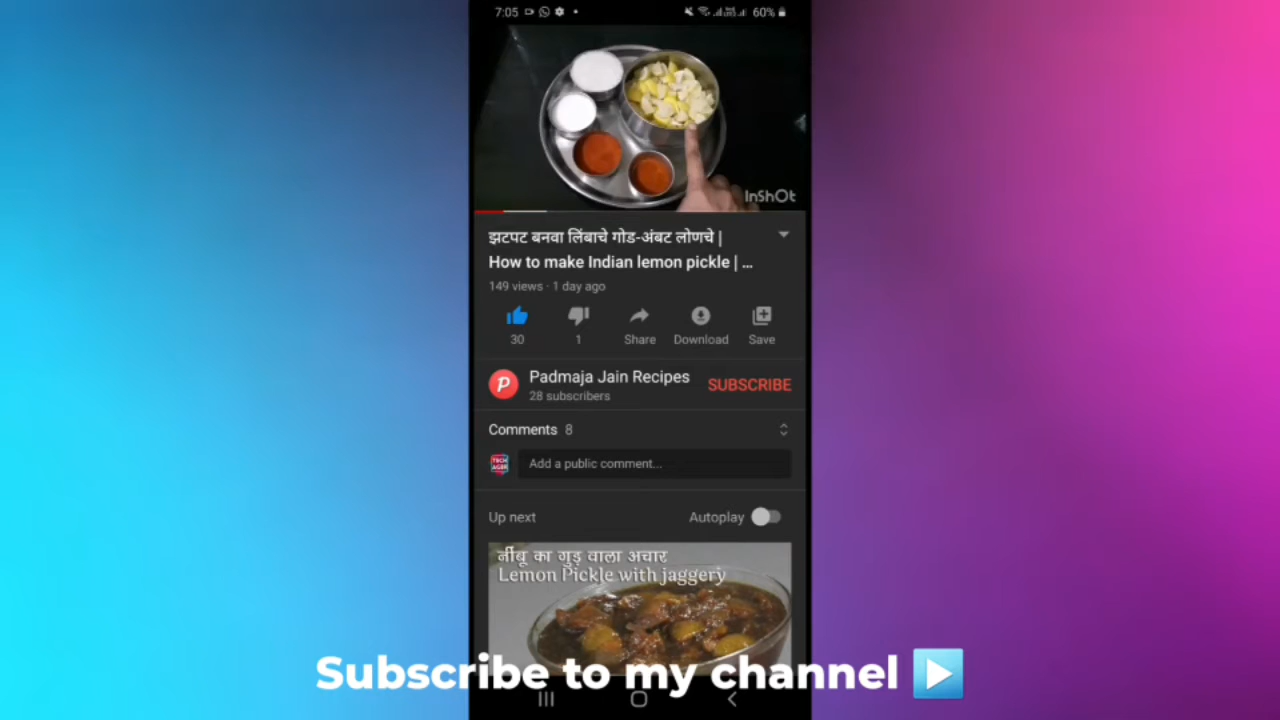 7:05
60%
InShOt
झटपट बनवा लिंबाचे गोड-अंबट लोणचे |
How to make Indian lemon pickle | ...
149 views · 1 day ago
30
1
Share
Download
Save
P
Padmaja Jain Recipes
28 subscribers
SUBSCRIBE
Comments 8
TECH
AGER
Add a public comment...
Up next
Autoplay
नींबू का गुड़ वाला अचार
Lemon Pickle with jaggery
Subscribe to my channel